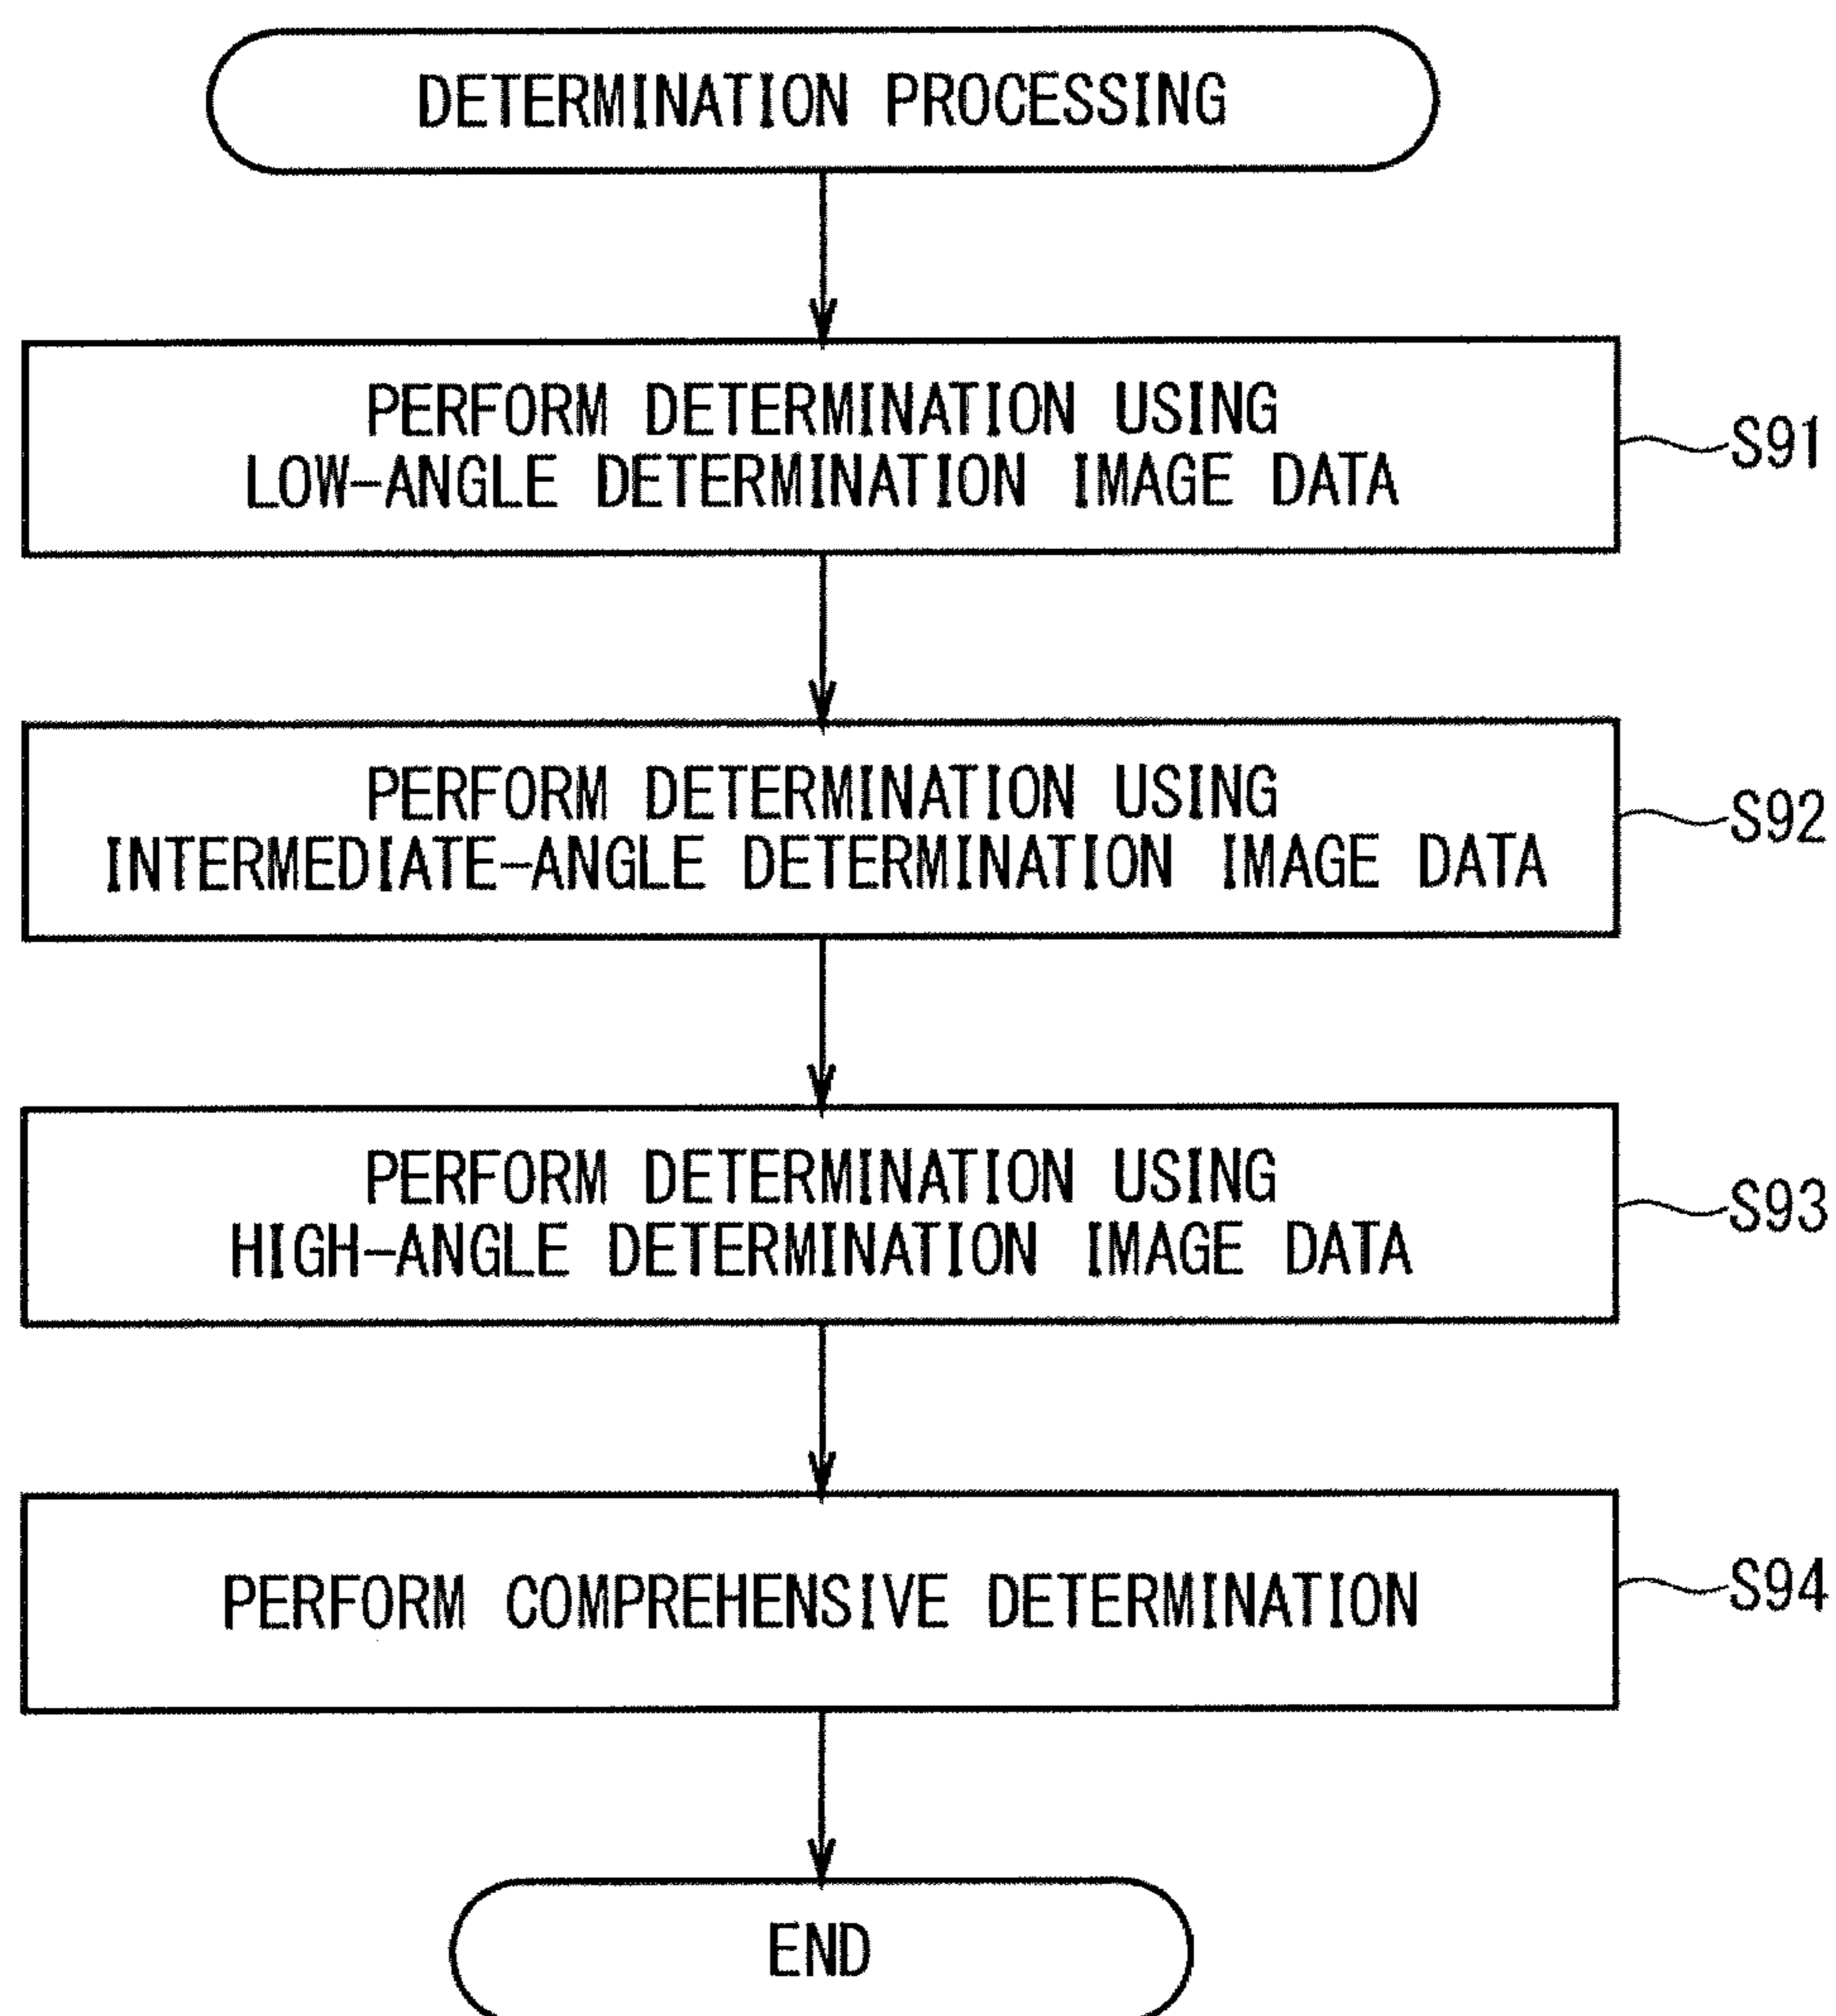 DETERMINATION PROCESSING
PERFORM DETERMINATION USING
LOW-ANGLE DETERMINATION IMAGE DATA
S91
PERFORM DETERMINATION USING
INTERMEDIATE-ANGLE DETERMINATION IMAGE DATA
S92
PERFORM DETERMINATION USING
HIGH-ANGLE DETERMINATION IMAGE DATA
S93
PERFORM COMPREHENSIVE DETERMINATION
S94
END